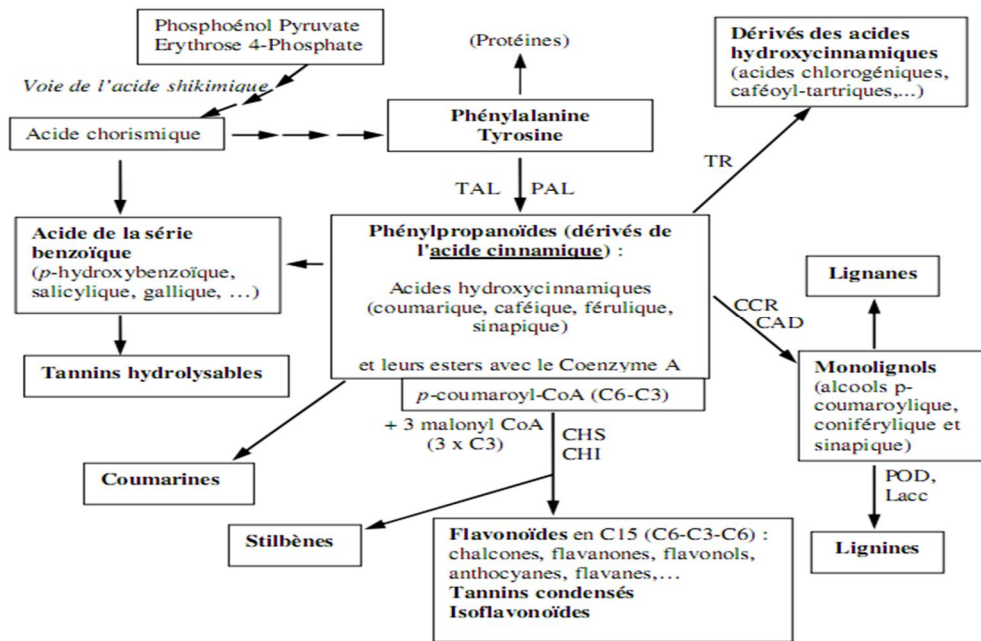 Phosphoénol Pyruvate
Erythrose 4-Phosphate
(Protéines)
Dérivés des acides
hydroxycinnamiques
(acides chlorogéniques,
caféoyl-tartriques,...)
Voie de l'acide shikimique
Acide chorismique
Phénylalanine
Tyrosine
TR
TAL
PAL
Acide de la série
benzoïque
(p-hydroxybenzoïque,
salicylique, gallique, ...)
Phénylpropanoïdes (dérivés de
l'acide cinnamique) :
Acides hydroxycinnamiques
(coumarique, caféique, férulique,
sinapique)
et leurs esters avec le Coenzyme A
p-coumaroyl-CoA (C6-C3)
Lignanes
CCR
CAD
Tannins hydrolysables
Monolignols
(alcools p-
coumaroylique,
coniférylique et
sinapique)
+ 3 malonyl CoA
(3 x C3)
CHS
CHI
Coumarines
POD,
Lacc
Stilbènes
Flavonoïdes en C15 (C6-C3-C6) :
chalcones, flavanones, flavonols,
anthocyanes, flavanes,...
Tannins condensés
Isoflavonoïdes
Lignines